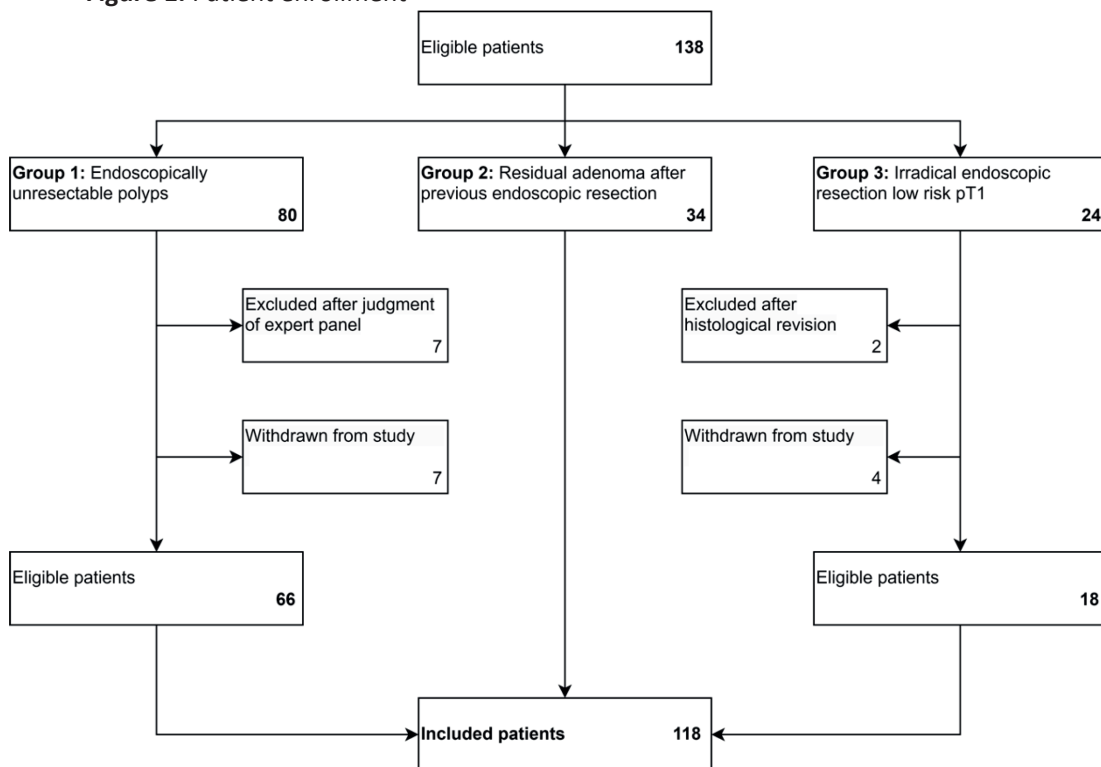 Eligible patients 138
Group 1: Endoscopically
unresectable polyps
80
Group 2: Residual adenoma after
previous endoscopic resection
34
Group 3: Irradical endoscopic
resection low risk pT1
24
Excluded after judgment
of expert panel
7
Excluded after
histological revision
2
Withdrawn from study
7
Withdrawn from study
4
Eligible patients
66
Eligible patients
18
Included patients 118